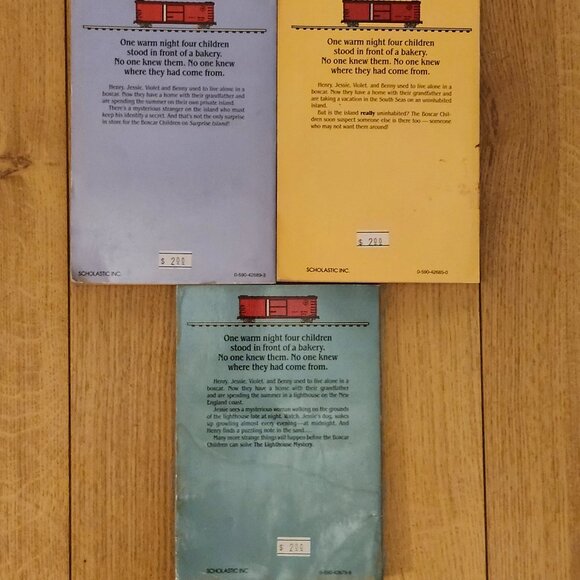 One warm night four children
stood in front of a bakery.
No one knew them. No one knew
where they had come from.
Henry, Jessie, Violet and Benny used to live alone in a
boxcar. Now they have a home with their grandfather and
are spending the summer on their own private island.
There's a mysterious stranger on the island who must
keep his identify a secret. And that's not the only surprise
in store for the Boxcar Children on Surprise Island!
$ 2.00
SCHOLASTIC INC.
One warm night four children
stood in front of a bakery.
No one knew them. No one knew
where they had come from.
Henry, Jessie, Violet, and Benny used to live alone in a
boxcar. Now they have a home with their grandfather and
are taking a vacation in the South Seas on an uninhabited
island.
But is the island really uninhabited? The Boxcar Chil-
dren soon suspect someone else is there too — someone
who may not want them around!
$ 2.00
SCHOLASTIC INC.
0-590-42685-0
One warm night four children
stood in front of a bakery.
No one knew them. No one knew
where they had come from.
Henry, Jessie, Violet, and Benny used to live alone in a
boxcar. Now they have a home with their grandfather
and are spending the summer in a lighthouse on the New
England coast.
Jessie sees a mysterious woman walking on the grounds
of the lighthouse late at night. Watch, Jessie's dog, wakes
up growling almost every evening—at midnight. And
Henry finds a puzzling note in the sand....
Many more strange things will happen before the Boxcar
Children can solve The Lighthouse Mystery.
$ 2.00
SCHOLASTIC INC.